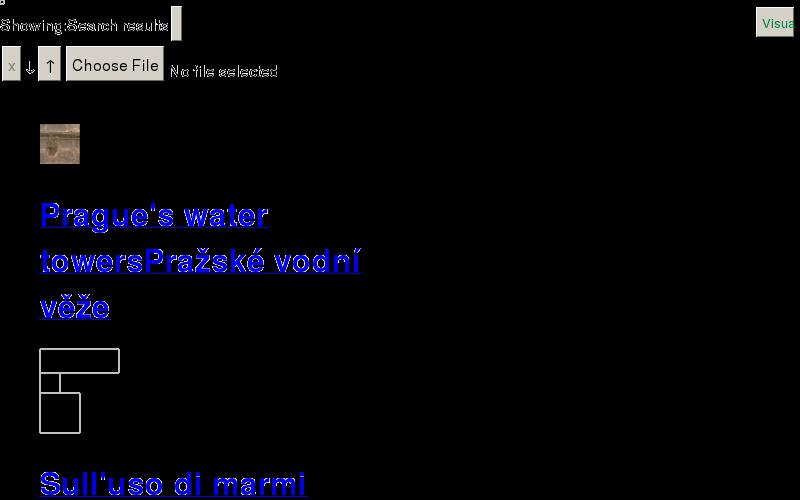 Showing:Search results
Visua
x ↓ ↑ Choose File No file selected
Prague's water
towersPražské vodní
věže
Sull'uso di marmi